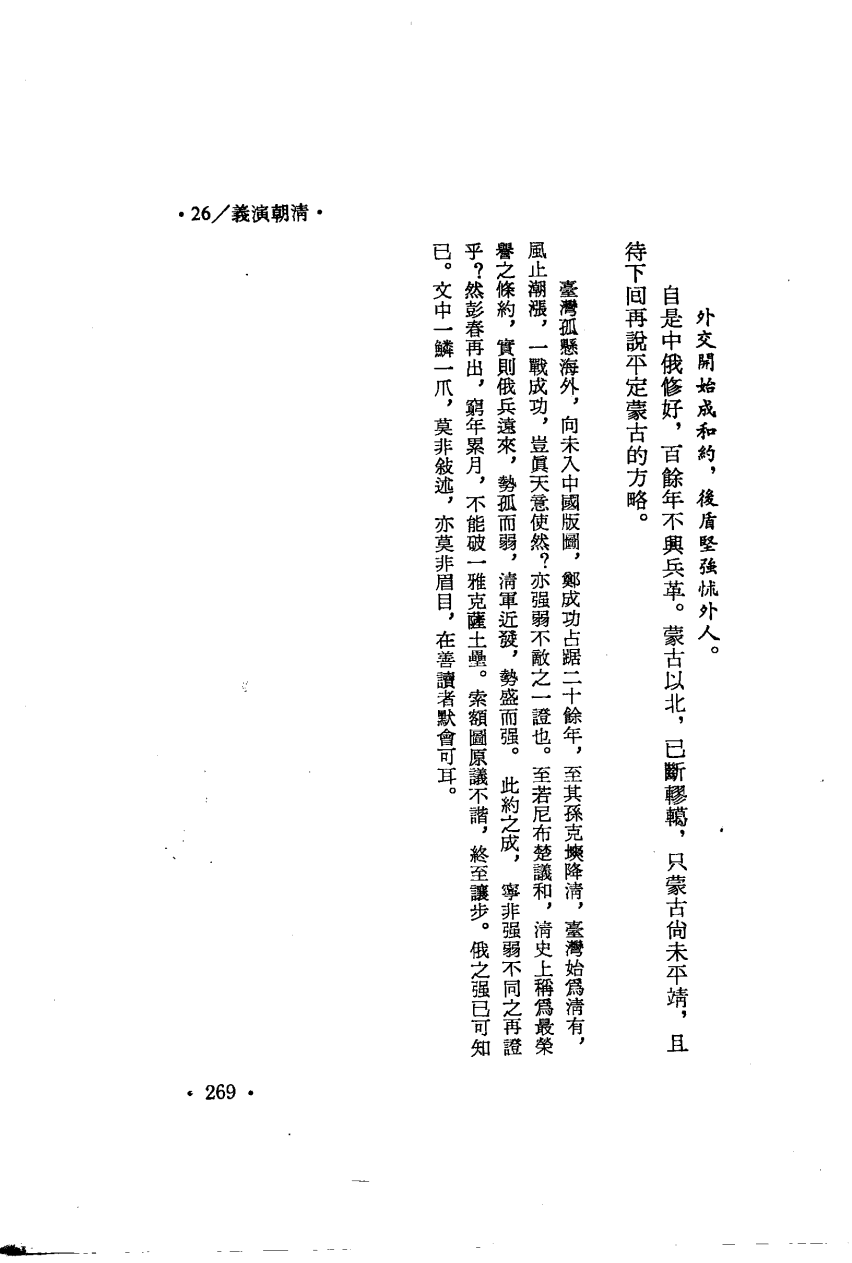 •26／義演朝清•
外交開始成和約，後盾堅強怵外人。
自是中俄修好，百餘年不興兵革。蒙古以北，已斷轇轕，只蒙古尙未平靖，且
待下回再說平定蒙古的方略。
臺灣孤懸海外，向未入中國版圖，鄭成功占踞二十餘年，至其孫克塽降淸，臺灣始爲淸有，
風止潮漲，一戰成功，豈眞天意使然？亦强弱不敵之一證也。至若尼布楚議和，淸史上稱爲最榮
譽之條約，實則俄兵遠來，勢孤而弱，淸軍近發，勢盛而强。此約之成，寧非强弱不同之再證
乎？然彭春再出，窮年累月，不能破一雅克薩土壘。索額圖原議不諧，終至讓步。俄之强已可知
已。文中一鱗一爪，莫非敍述，亦莫非眉目，在善讀者默會可耳。
•269•